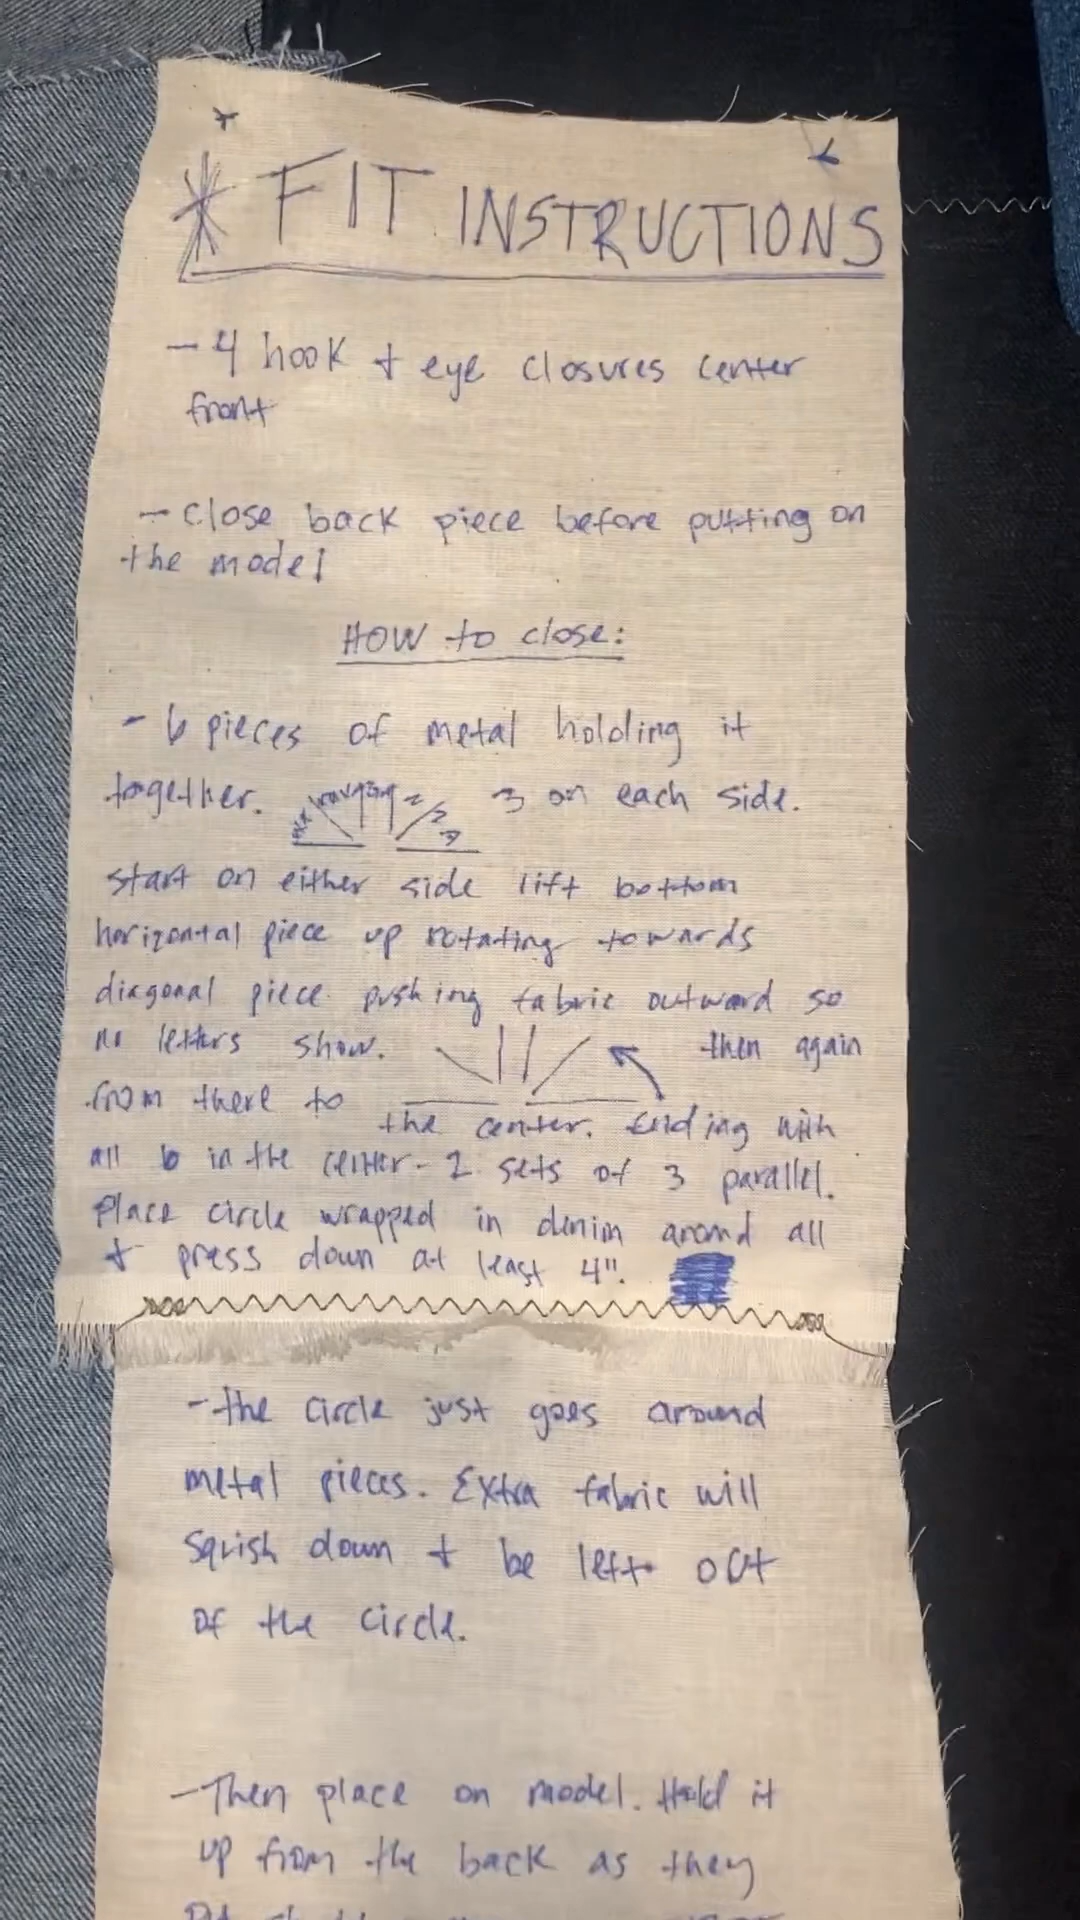 * FIT INSTRUCTIONS
- 4 hook + eye closures center
front
- close back piece before putting on
the model
HOW to close:
- 6 pieces of metal holding it
together. 3 on each side.
start on either side lift bottom
horizontal piece up rotating towards
diagonal piece pushing fabric outward so
no letters show. then again
from there to
the center. Ending with
all 6 in the center - 2 sets of 3 parallel.
Place circle wrapped in denim around all
+ press down at least 4".
- the circle just goes around
metal pieces. Extra fabric will
squish down + be left out
of the circle.
- Then place on model. Hold it
up from the back as they